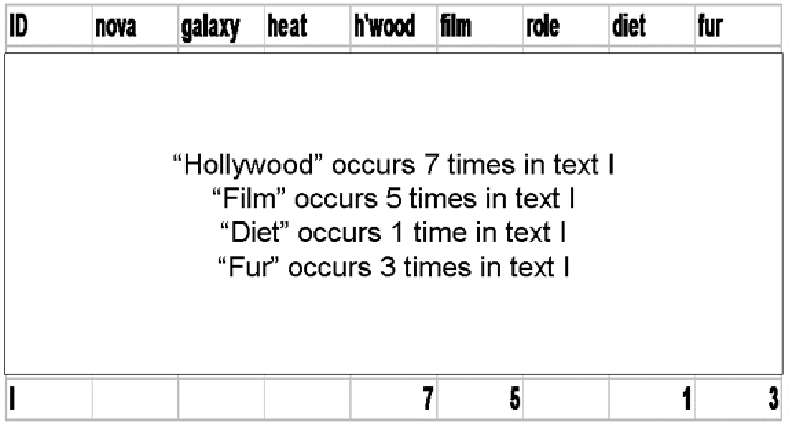 ID nova galaxy heat h'wood film role diet fur
“Hollywood” occurs 7 times in text I
“Film” occurs 5 times in text I
“Diet” occurs 1 time in text I
“Fur” occurs 3 times in text I
I 7 5 1 3